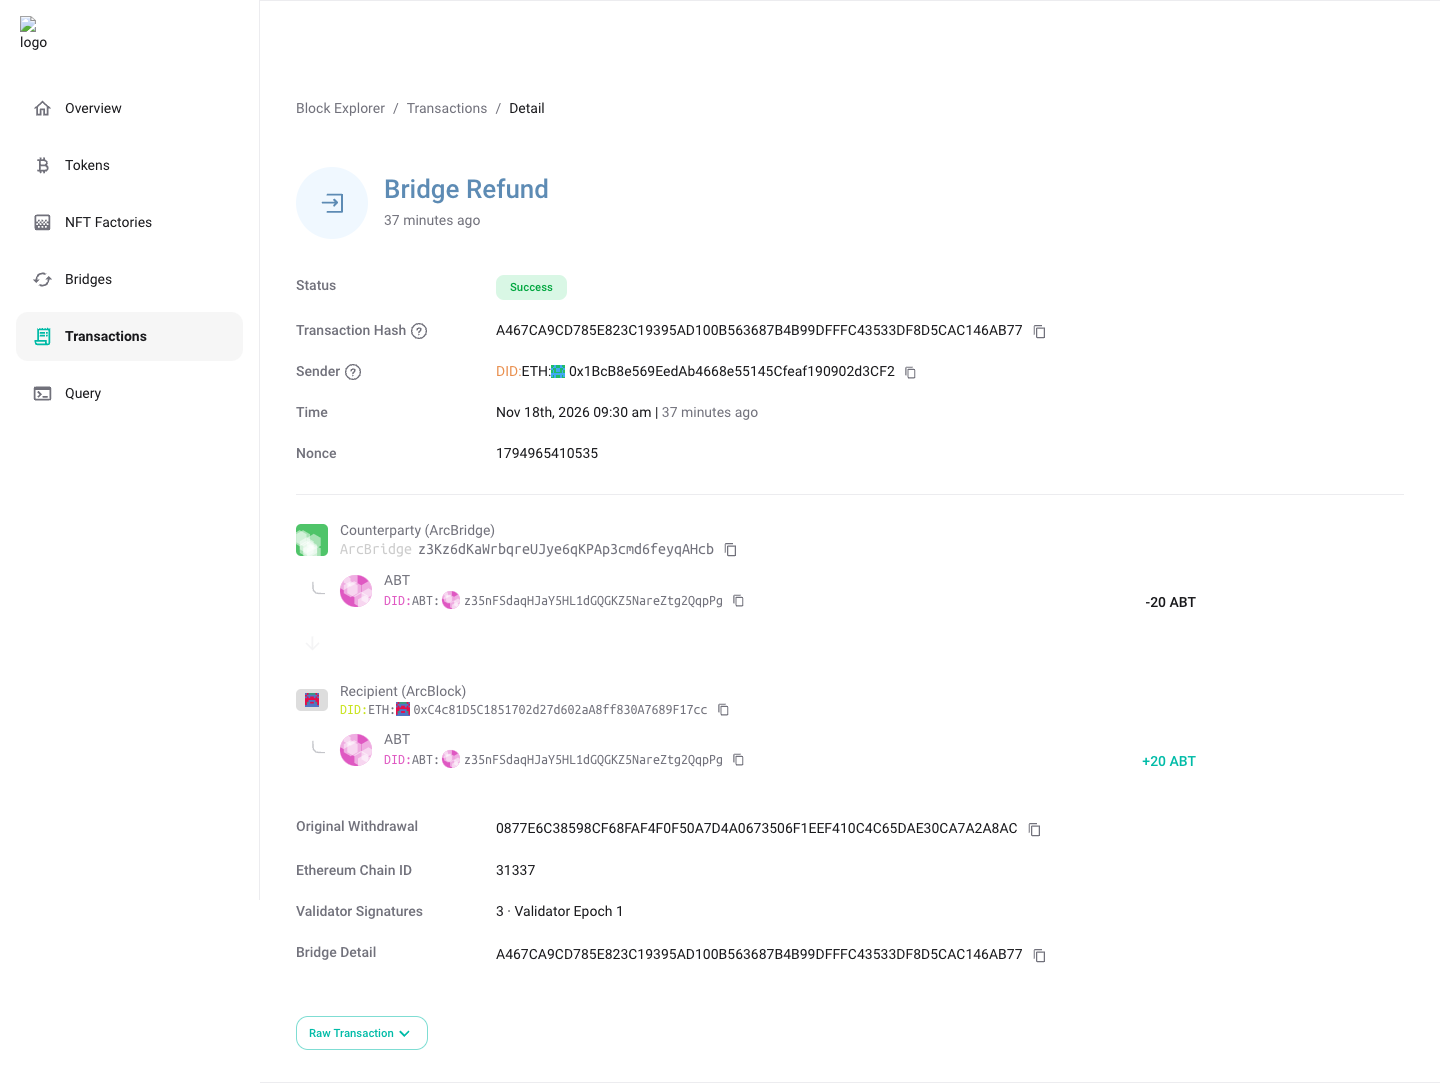 logo
Overview
Tokens
NFT Factories
Bridges
Transactions
Query
Block Explorer / Transactions / Detail
Bridge Refund
37 minutes ago
Status Success
Transaction Hash A467CA9CD785E823C19395AD100B563687B4B99DFFFC43533DF8D5CAC146AB77
Sender DID:ETH: 0x1BcB8e569EedAb4668e55145Cfeaf190902d3CF2
Time Nov 18th, 2026 09:30 am | 37 minutes ago
Nonce 1794965410535
Counterparty (ArcBridge)
ArcBridge z3Kz6dKaWrbqreUJye6qKPAp3cmd6feyqAHcb
ABT
DID:ABT: z35nFSdaqHJaY5HL1dGQGKZ5NareZtg2QqpPg
-20 ABT
Recipient (ArcBlock)
DID:ETH: 0xC4c81D5C1851702d27d602aA8ff830A7689F17cc
ABT
DID:ABT: z35nFSdaqHJaY5HL1dGQGKZ5NareZtg2QqpPg
+20 ABT
Original Withdrawal 0877E6C38598CF68FAF4F0F50A7D4A0673506F1EEF410C4C65DAE30CA7A2A8AC
Ethereum Chain ID 31337
Validator Signatures 3 · Validator Epoch 1
Bridge Detail A467CA9CD785E823C19395AD100B563687B4B99DFFFC43533DF8D5CAC146AB77
Raw Transaction